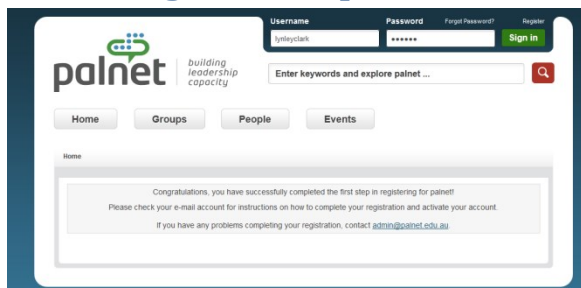 Username Password Forgot Password? Register
lynleyclark •••••• Sign in
palnet building
leadership
capacity
Enter keywords and explore palnet ...
Home Groups People Events
Home
Congratulations, you have successfully completed the first step in registering for palnet!
Please check your e-mail account for instructions on how to complete your registration and activate your account.
If you have any problems completing your registration, contact admin@palnet.edu.au.